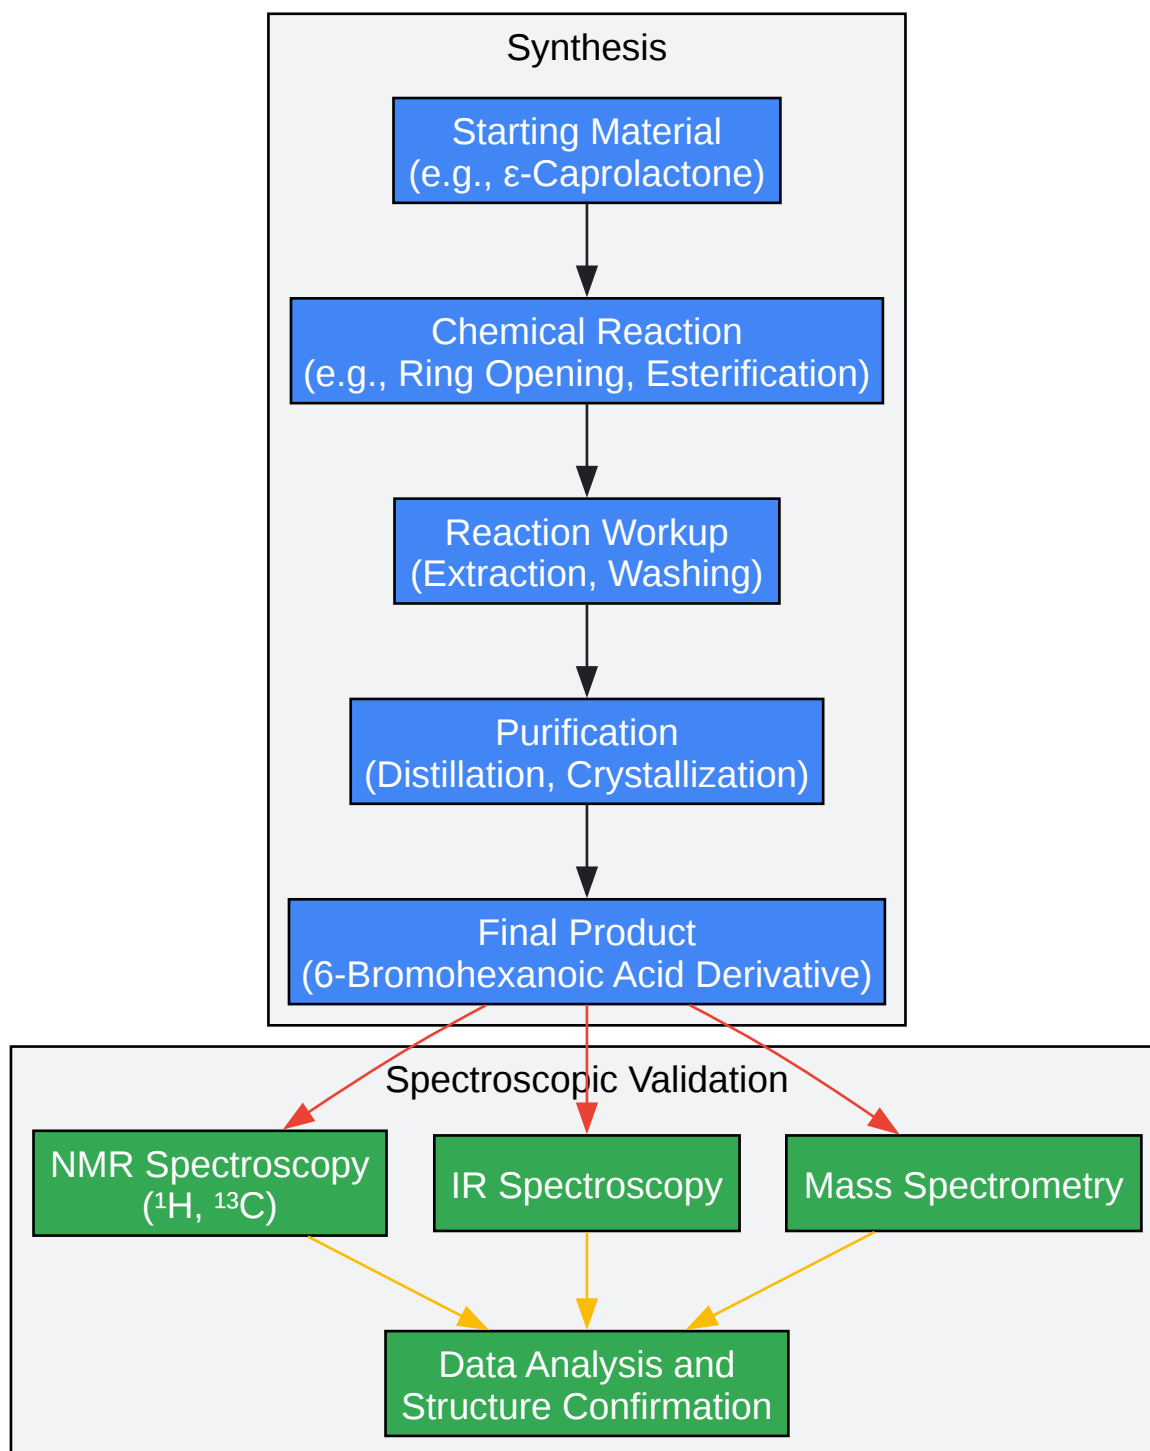 Synthesis
Starting Material
(e.g., ε-Caprolactone)
Chemical Reaction
(e.g., Ring Opening, Esterification)
Reaction Workup
(Extraction, Washing)
Purification
(Distillation, Crystallization)
Final Product
(6-Bromohexanoic Acid Derivative)
Spectroscopic Validation
NMR Spectroscopy
(¹H, ¹³C)
IR Spectroscopy
Mass Spectrometry
Data Analysis and
Structure Confirmation